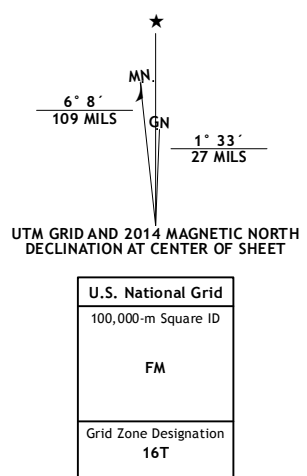 MN
GN
6° 8´
109 MILS
1° 33´
27 MILS
UTM GRID AND 2014 MAGNETIC NORTH
DECLINATION AT CENTER OF SHEET
U.S. National Grid
100,000-m Square ID
FM
Grid Zone Designation
16T